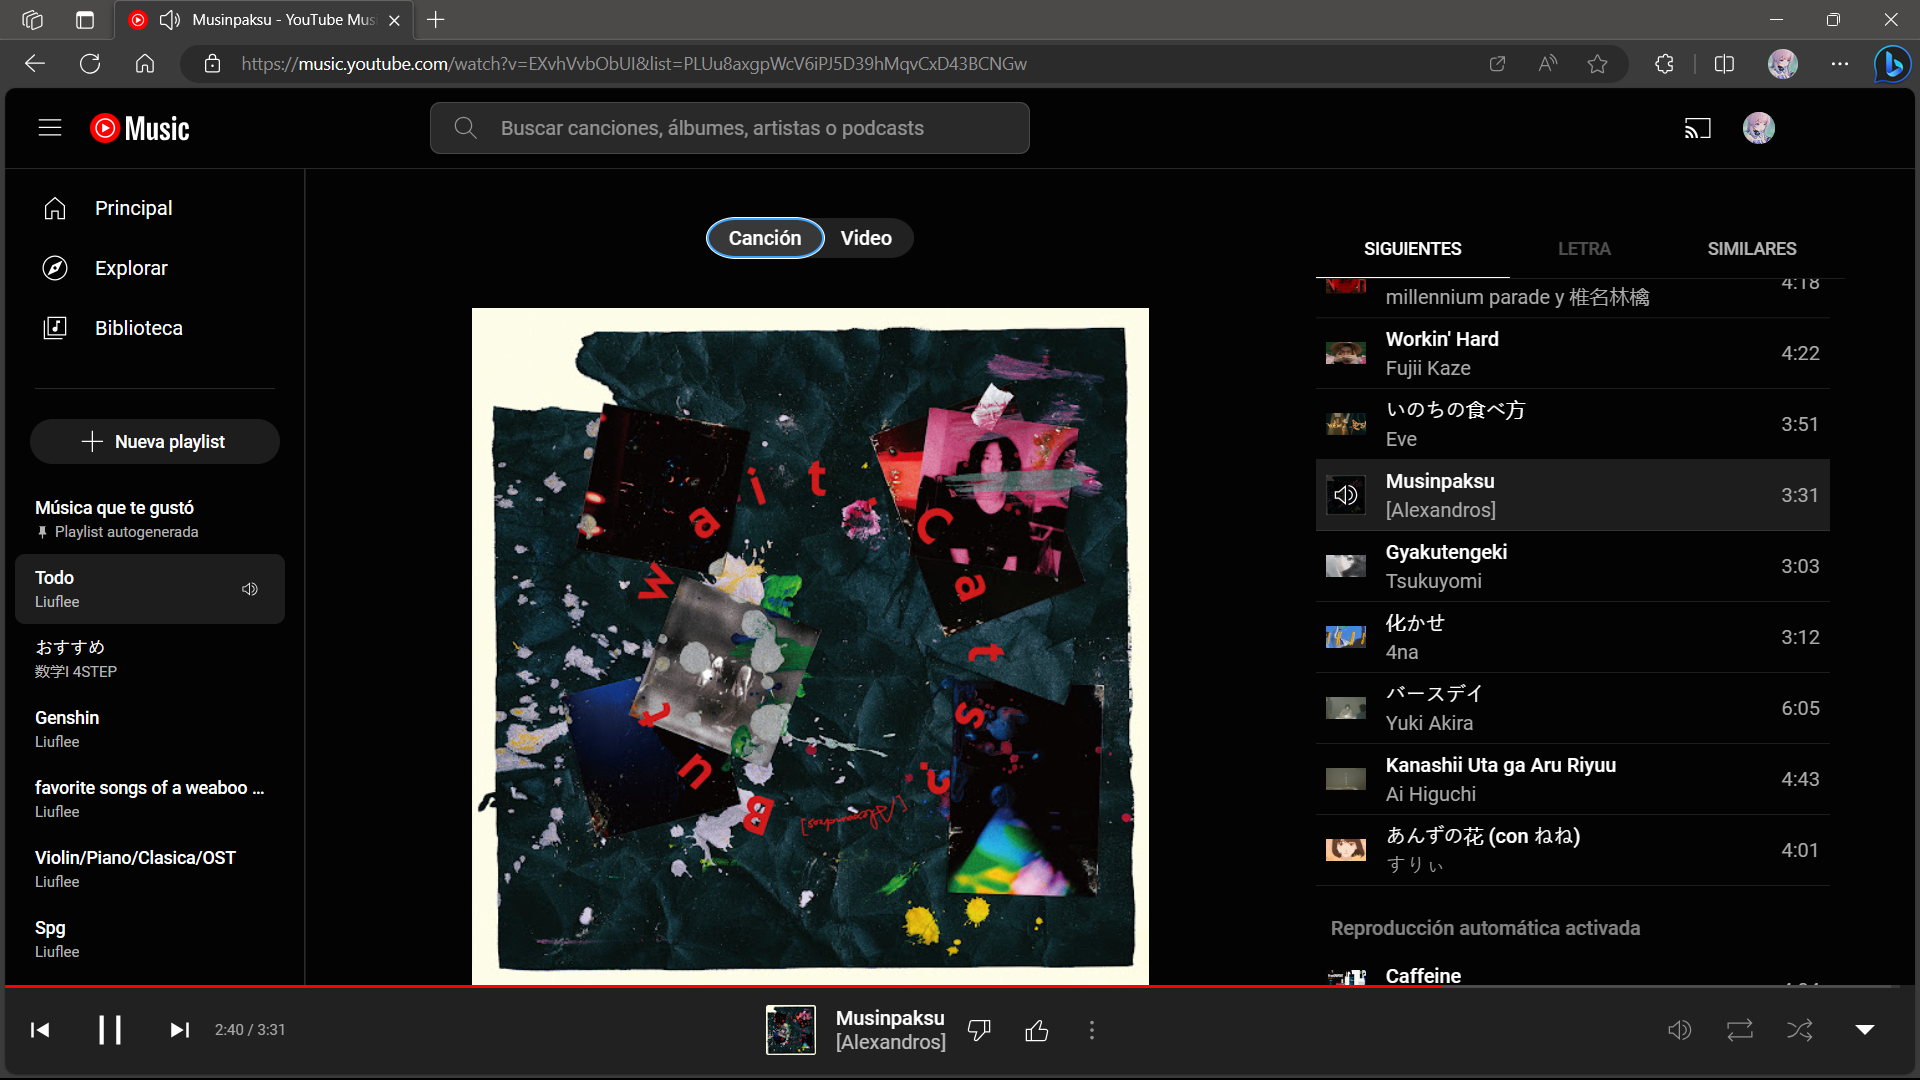 Musinpaksu - YouTube Mus
https://music.youtube.com/watch?v=EXvhVvbObUI&list=PLUu8axgpWcV6iPJ5D39hMqvCxD43BCNGw
Music
Buscar canciones, álbumes, artistas o podcasts
Principal
Explorar
Biblioteca
Nueva playlist
Música que te gustó
Playlist autogenerada
Todo
Liuflee
おすすめ
数学I 4STEP
Genshin
Liuflee
favorite songs of a weaboo ...
Liuflee
Violin/Piano/Clasica/OST
Liuflee
Spg
Liuflee
Canción
Video
But wait. Cats?
[Alexandros]
SIGUIENTES
LETRA
SIMILARES
millennium parade y 椎名林檎
4:18
Workin' Hard
Fujii Kaze
4:22
いのちの食べ方
Eve
3:51
Musinpaksu
[Alexandros]
3:31
Gyakutengeki
Tsukuyomi
3:03
化かせ
4na
3:12
バースデイ
Yuki Akira
6:05
Kanashii Uta ga Aru Riyuu
Ai Higuchi
4:43
あんずの花 (con ねね)
すりぃ
4:01
Reproducción automática activada
Caffeine
2:40 / 3:31
Musinpaksu
[Alexandros]